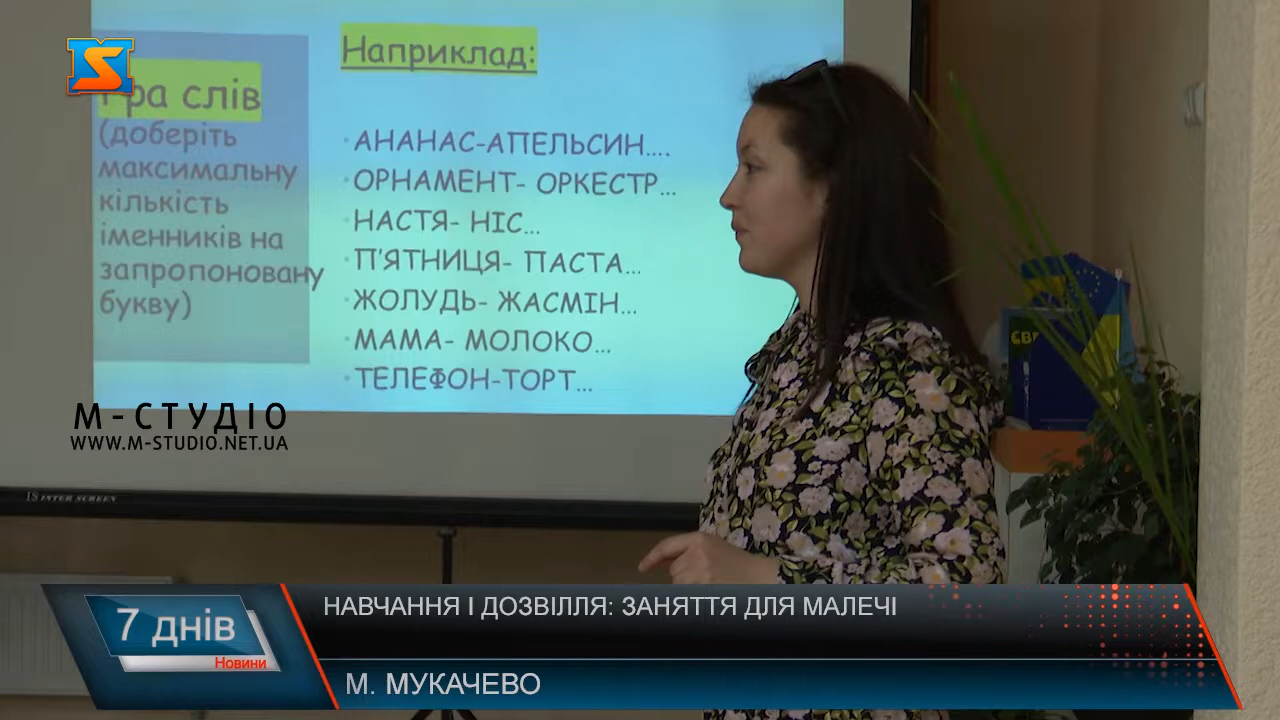 Гра слів
(доберіть
максимальну
кількість
іменників на
запропоновану
букву)
Наприклад:
АНАНАС-АПЕЛЬСИН....
ОРНАМЕНТ- ОРКЕСТР...
НАСТЯ- НІС...
П'ЯТНИЦЯ- ПАСТА...
ЖОЛУДЬ- ЖАСМІН...
МАМА- МОЛОКО...
ТЕЛЕФОН-ТОРТ...
М-СТУДІО
WWW.M-STUDIO.NET.UA
INTER SCREEN
7 днів
Новини
НАВЧАННЯ І ДОЗВІЛЛЯ: ЗАНЯТТЯ ДЛЯ МАЛЕЧІ
М. МУКАЧЕВО